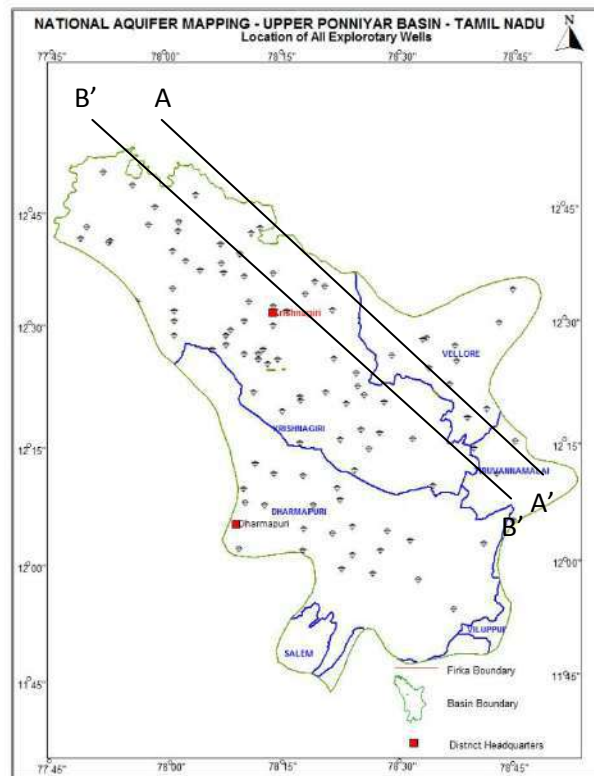 NATIONAL AQUIFER MAPPING - UPPER PONNIYAR BASIN - TAMIL NADU
Location of All Explorotary Wells
N
77°45' 78°00' 78°15' 78°30' 78°45'
B' A
12°45' 12°45'
Krishnagiri
12°30' 12°30'
VELLORE
KRISHNAGIRI
12°15' 12°15'
TIRUVANNAMALAI
DHARMAPURI
A'
Dharmapuri
B'
12°00' 12°00'
VILUPPUR
SALEM
Firka Boundary
11°45' 11°45'
Basin Boundary
District Headquarters
77°45' 78°00' 78°15' 78°30' 78°45'